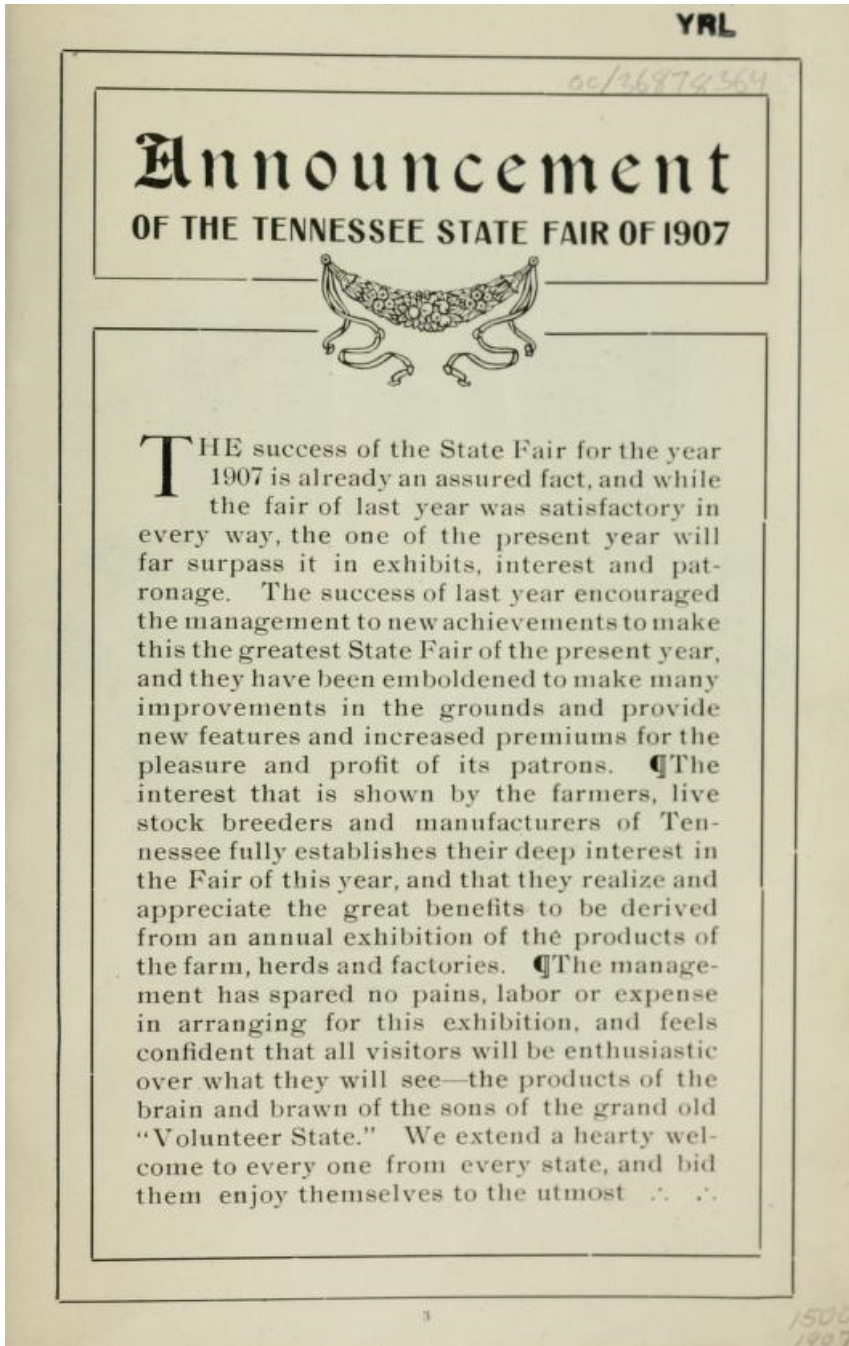 YRL
Announcement
OF THE TENNESSEE STATE FAIR OF 1907
THE success of the State Fair for the year
1907 is already an assured fact, and while
the fair of last year was satisfactory in
every way, the one of the present year will
far surpass it in exhibits, interest and pat-
ronage. The success of last year encouraged
the management to new achievements to make
this the greatest State Fair of the present year,
and they have been emboldened to make many
improvements in the grounds and provide
new features and increased premiums for the
pleasure and profit of its patrons. ¶The
interest that is shown by the farmers, live
stock breeders and manufacturers of Ten-
nessee fully establishes their deep interest in
the Fair of this year, and that they realize and
appreciate the great benefits to be derived
from an annual exhibition of the products of
the farm, herds and factories. ¶The manage-
ment has spared no pains, labor or expense
in arranging for this exhibition, and feels
confident that all visitors will be enthusiastic
over what they will see—the products of the
brain and brawn of the sons of the grand old
“Volunteer State.” We extend a hearty wel-
come to every one from every state, and bid
them enjoy themselves to the utmost ∴ ∴
3
1907